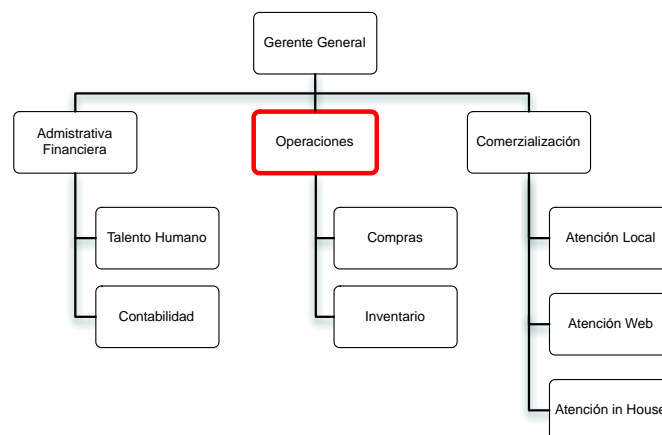 Gerente General
Admistrativa
Financiera
Operaciones
Comerzialización
Talento Humano
Compras
Atención Local
Contabilidad
Inventario
Atención Web
Atención in House